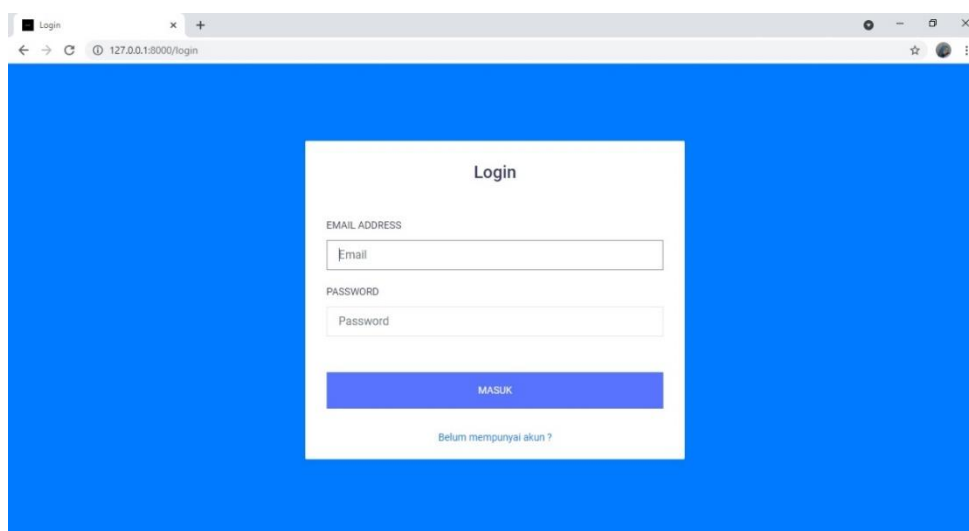 Login
127.0.0.1:8000/login
Login
EMAIL ADDRESS
Email
PASSWORD
Password
MASUK
Belum mempunyai akun ?